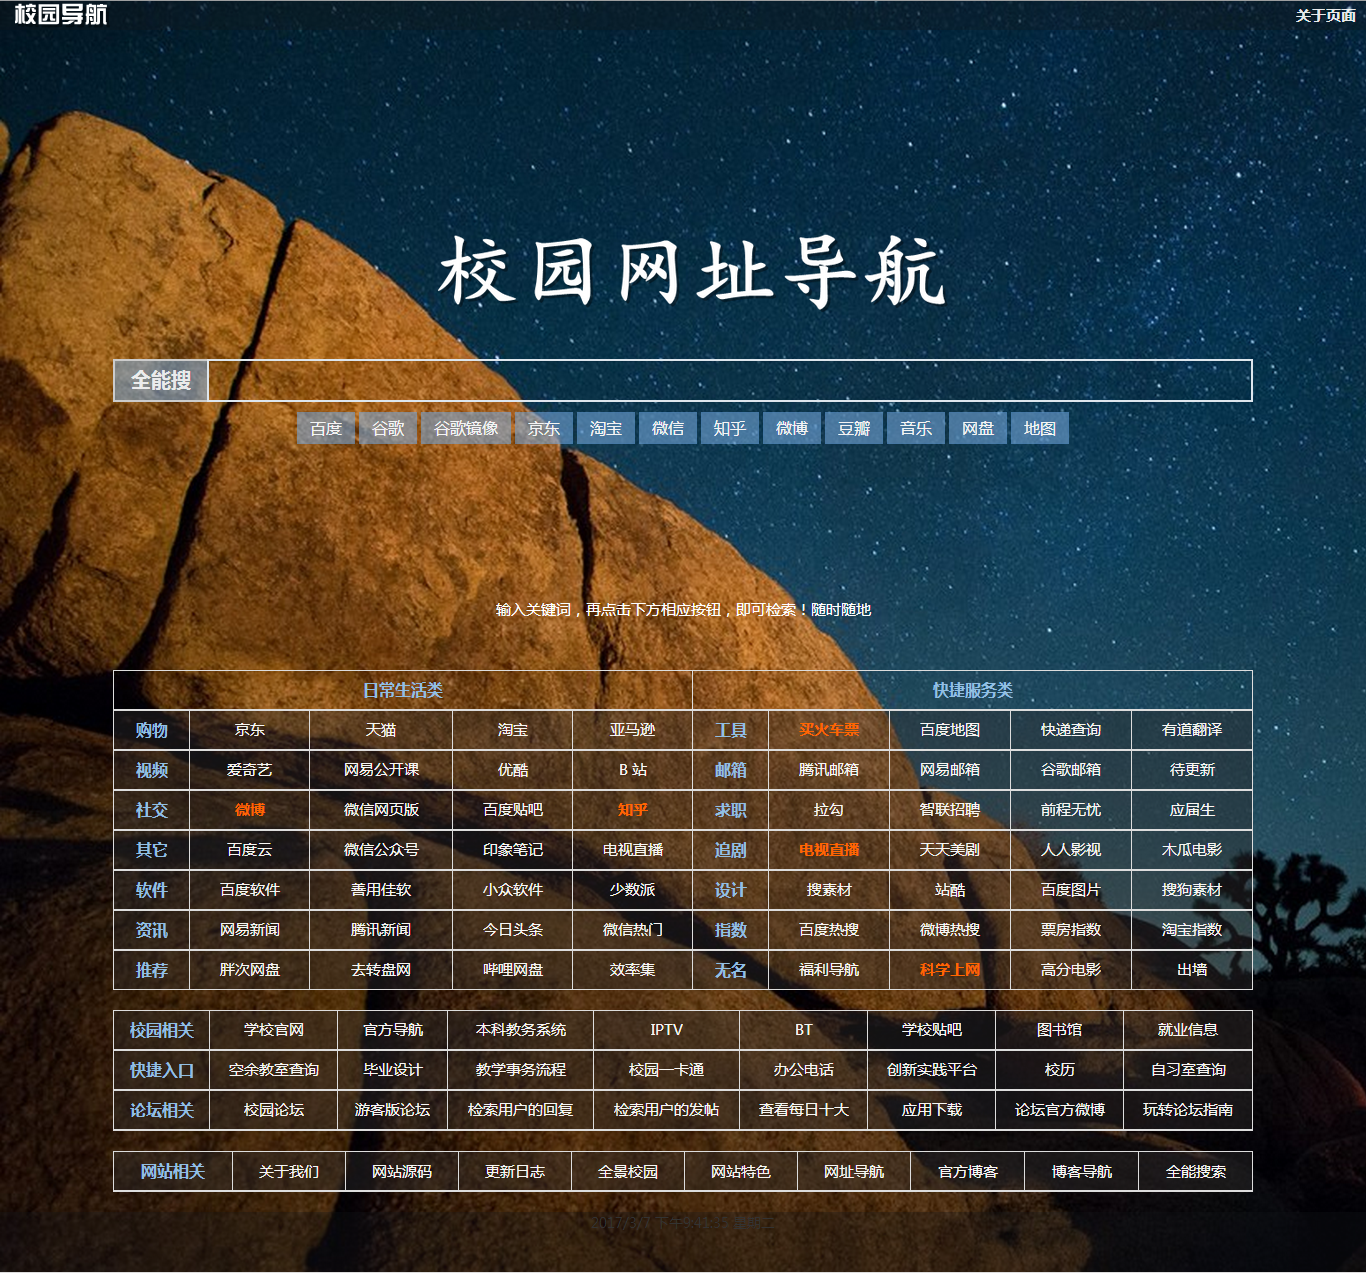 校园导航 关于页面
校园网址导航
全能搜
百度 谷歌 谷歌镜像 京东 淘宝 微信 知乎 微博 豆瓣 音乐 网盘 地图
输入关键词，再点击下方相应按钮，即可检索！随时随地
日常生活类 快捷服务类
购物 京东 天猫 淘宝 亚马逊 工具 买火车票 百度地图 快递查询 有道翻译
视频 爱奇艺 网易公开课 优酷 B 站 邮箱 腾讯邮箱 网易邮箱 谷歌邮箱 待更新
社交 微博 微信网页版 百度贴吧 知乎 求职 拉勾 智联招聘 前程无忧 应届生
其它 百度云 微信公众号 印象笔记 电视直播 追剧 电视直播 天天美剧 人人影视 木瓜电影
软件 百度软件 善用佳软 小众软件 少数派 设计 搜素材 站酷 百度图片 搜狗素材
资讯 网易新闻 腾讯新闻 今日头条 微信热门 指数 百度热搜 微博热搜 票房指数 淘宝指数
推荐 胖次网盘 去转盘网 哔哩网盘 效率集 无名 福利导航 科学上网 高分电影 出墙
校园相关 学校官网 官方导航 本科教务系统 IPTV BT 学校贴吧 图书馆 就业信息
快捷入口 空余教室查询 毕业设计 教学事务流程 校园一卡通 办公电话 创新实践平台 校历 自习室查询
论坛相关 校园论坛 游客版论坛 检索用户的回复 检索用户的发帖 查看每日十大 应用下载 论坛官方微博 玩转论坛指南
网站相关 关于我们 网站源码 更新日志 全景校园 网站特色 网址导航 官方博客 博客导航 全能搜索